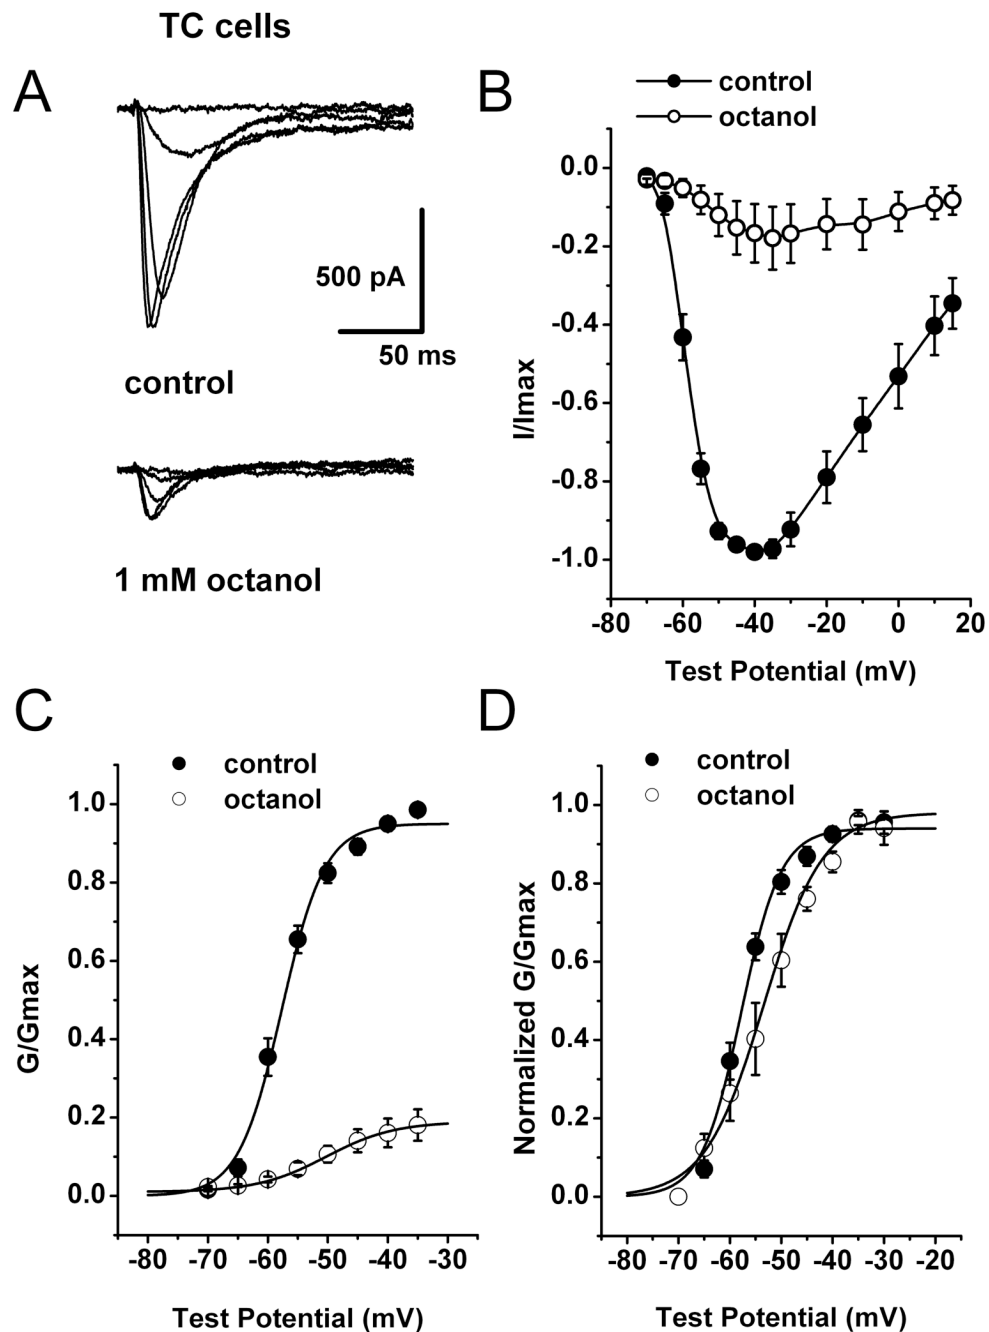 TC cells
A
500 pA
50 ms
control
1 mM octanol
B
control
octanol
0.0
-0.2
-0.4
-0.6
-0.8
-1.0
I/Imax
-80 -60 -40 -20 0 20
Test Potential (mV)
C
control
octanol
1.0
0.8
0.6
0.4
0.2
0.0
G/Gmax
-80 -70 -60 -50 -40 -30
Test Potential (mV)
D
control
octanol
1.0
0.8
0.6
0.4
0.2
0.0
Normalized G/Gmax
-80 -70 -60 -50 -40 -30 -20
Test Potential (mV)